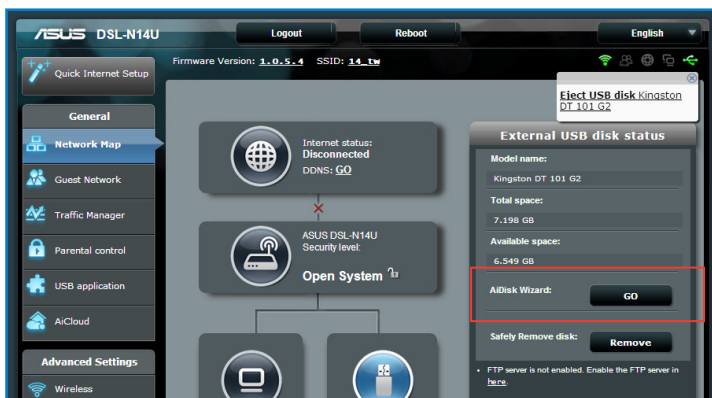 ASUS DSL-N14U
Logout
Reboot
English
Quick Internet Setup
Firmware Version: 1.0.5.4 SSID: 14_tw
Eject USB disk Kingston
DT 101 G2
General
Network Map
Guest Network
Traffic Manager
Parental control
USB application
AiCloud
Advanced Settings
Wireless
Internet status:
Disconnected
DDNS: GO
ASUS DSL-N14U
Security level:
Open System
External USB disk status
Model name:
Kingston DT 101 G2
Total space:
7.198 GB
Available space:
6.549 GB
AiDisk Wizard: GO
Safely Remove disk: Remove
• FTP server is not enabled. Enable the FTP server in
here.